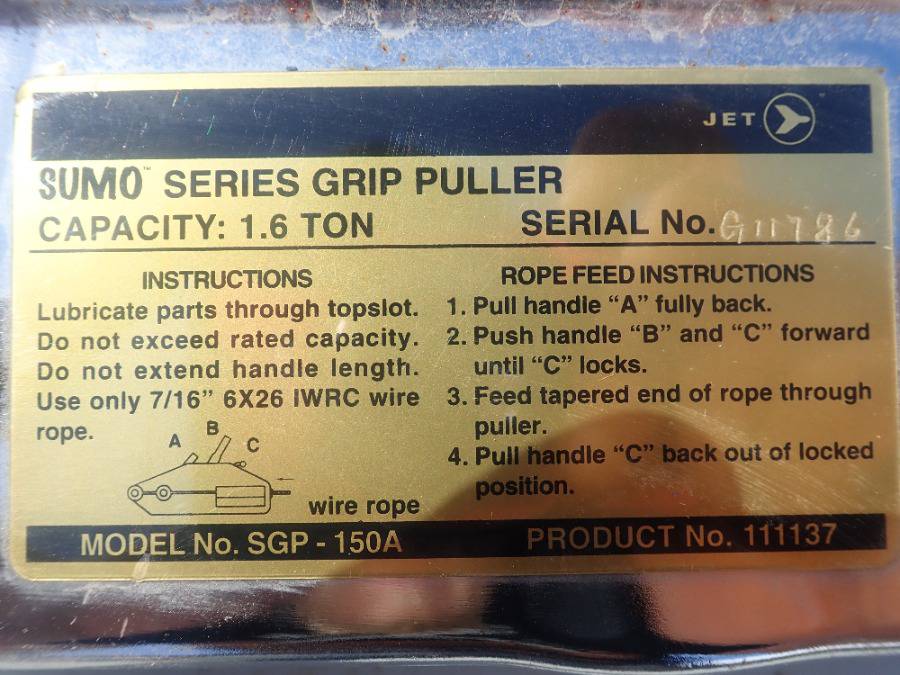 JET
SUMO™ SERIES GRIP PULLER
CAPACITY: 1.6 TON
SERIAL No. G11786
INSTRUCTIONS
Lubricate parts through topslot.
Do not exceed rated capacity.
Do not extend handle length.
Use only 7/16” 6X26 IWRC wire
rope.
A
B
C
wire rope
ROPE FEED INSTRUCTIONS
1. Pull handle “A” fully back.
2. Push handle “B” and “C” forward
until “C” locks.
3. Feed tapered end of rope through
puller.
4. Pull handle “C” back out of locked
position.
MODEL No. SGP - 150A
PRODUCT No. 111137